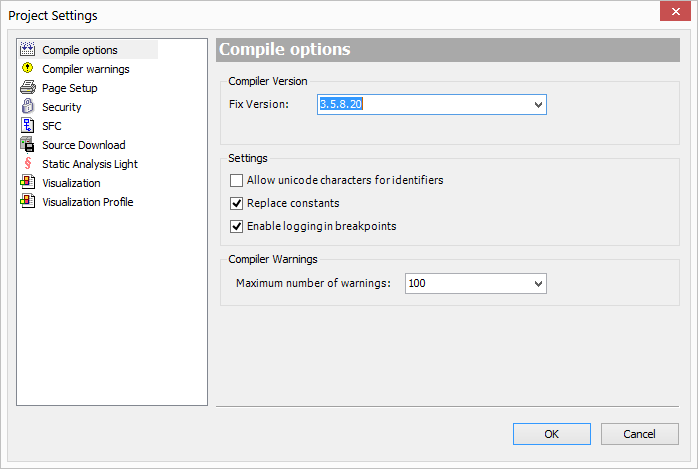 Project Settings
Compile options
Compiler warnings
Page Setup
Security
SFC
Source Download
Static Analysis Light
Visualization
Visualization Profile
Compile options
Compiler Version
Fix Version: 3.5.8.20
Settings
Allow unicode characters for identifiers
Replace constants
Enable logging in breakpoints
Compiler Warnings
Maximum number of warnings: 100
OK Cancel